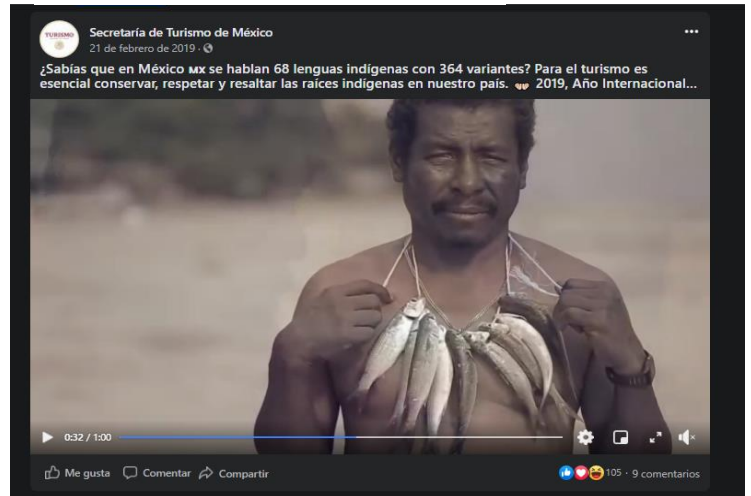 TURISMO
Secretaría de Turismo de México
21 de febrero de 2019 ·
¿Sabías que en México MX se hablan 68 lenguas indígenas con 364 variantes? Para el turismo es
esencial conservar, respetar y resaltar las raíces indígenas en nuestro país. 2019, Año Internacional...
0:32 / 1:00
Me gusta Comentar Compartir 105 · 9 comentarios